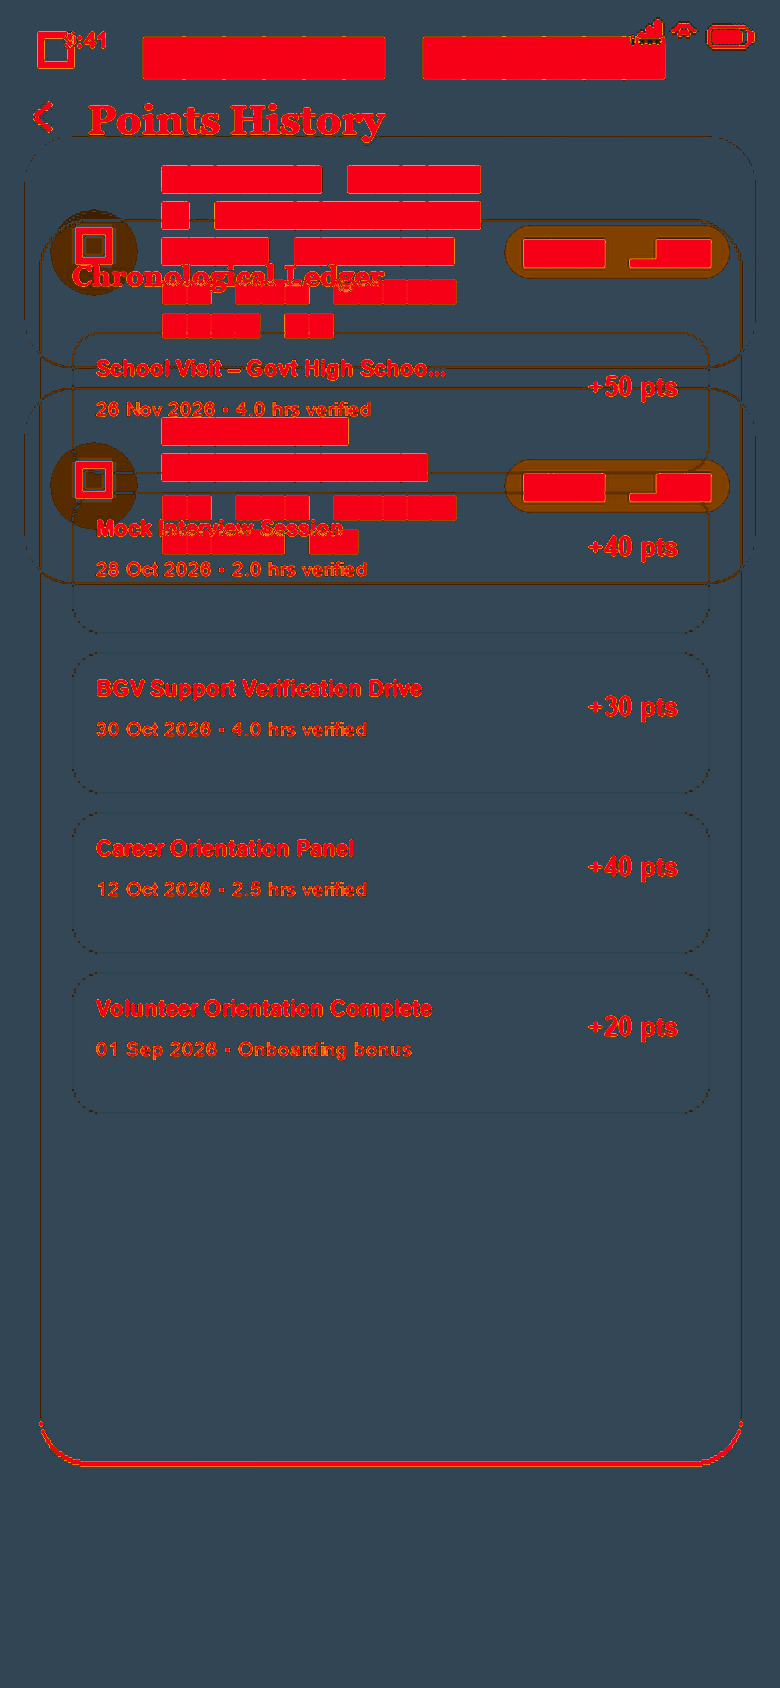 9:41
Points History
Chronological Ledger
School Visit – Govt High Schoo...
+50 pts
26 Nov 2026 • 4.0 hrs verified
Mock Interview Session
+40 pts
28 Oct 2026 • 2.0 hrs verified
BGV Support Verification Drive
+30 pts
30 Oct 2026 • 4.0 hrs verified
Career Orientation Panel
+40 pts
12 Oct 2026 • 2.5 hrs verified
Volunteer Orientation Complete
+20 pts
01 Sep 2026 • Onboarding bonus